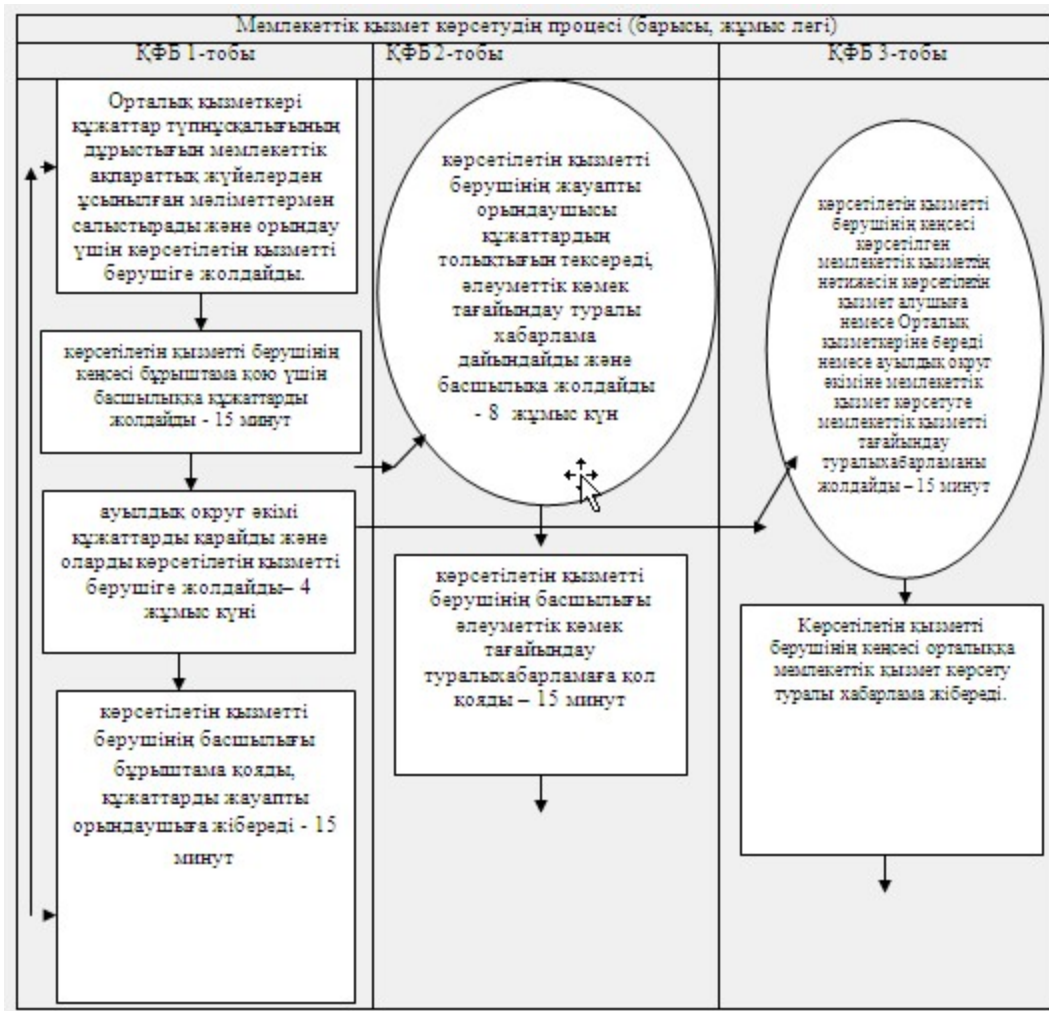 Мемлекеттік қызмет көрсетудің процесі (барысы, жұмыс легі)
ҚФБ 1-тобы
ҚФБ 2-тобы
ҚФБ 3-тобы
Орталық қызметкері
құжаттар түпнұсқалығының
дұрыстығын мемлекеттік
ақпараттық жүйелерден
ұсынылған мәліметтермен
салыстырады және орындау
үшін көрсетілетін қызметті
берушіге жолдайды.
көрсетілетін қызметті берушінің
кеңсесі бұрыштама қою үшін
басшылыққа құжаттарды
жолдайды - 15 минут
ауылдық округ әкімі
құжаттарды қарайды және
оларды көрсетілетін қызметті
берушіге жолдайды– 4
жұмыс күні
көрсетілетін қызметті
берушінің басшылығы
бұрыштама қояды,
құжаттарды жауапты
орындаушыға жібереді - 15
минут
көрсетілетін қызметті
берушінің жауапты
орындаушысы
құжаттардың
толықтығын тексереді,
әлеуметтік көмек
тағайындау туралы
хабарлама
дайындайды және
басшылыққа жолдайды
- 8 жұмыс күн
көрсетілетін қызметті
берушінің басшылығы
әлеуметтік көмек
тағайындау
туралыхабарламаға қол
қояды – 15 минут
көрсетілетін қызметті
берушінің кеңсесі
көрсетілген
мемлекеттік қызметтің
нәтижесін көрсетілетін
қызмет алушыға
немесе Орталық
қызметкеріне береді
немесе ауылдық округ
әкіміне мемлекеттік
қызмет көрсетуге
мемлекеттік қызметті
тағайындау
туралыхабарламаны
жолдайды – 15 минут
Көрсетілетін қызметті
берушінің кеңсесі орталыққа
мемлекеттік қызмет көрсету
туралы хабарлама жібереді.